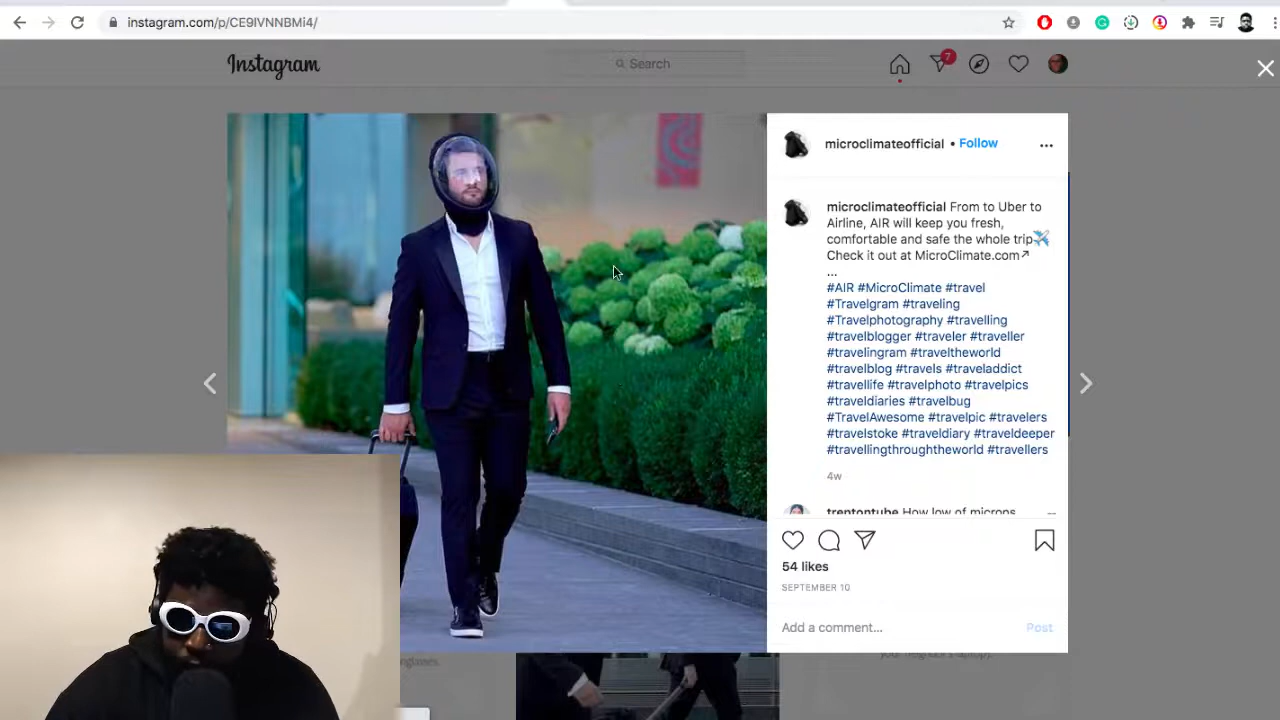 instagram.com/p/CE9IVNNBMi4/
Instagram
Search
7
microclimateofficial • Follow
microclimateofficial From to Uber to
Airline, AIR will keep you fresh,
comfortable and safe the whole trip✈️
Check it out at MicroClimate.com↗
...
#AIR #MicroClimate #travel
#Travelgram #traveling
#Travelphotography #travelling
#travelblogger #traveler #traveller
#travelingram #traveltheworld
#travelblog #travels #traveladdict
#travellife #travelphoto #travelpics
#traveldiaries #travelbug
#TravelAwesome #travelpic #travelers
#travelstoke #traveldiary #traveldeeper
#travellingthroughtheworld #travellers
4w
trentontube How low of microns
54 likes
SEPTEMBER 10
Add a comment...
Post